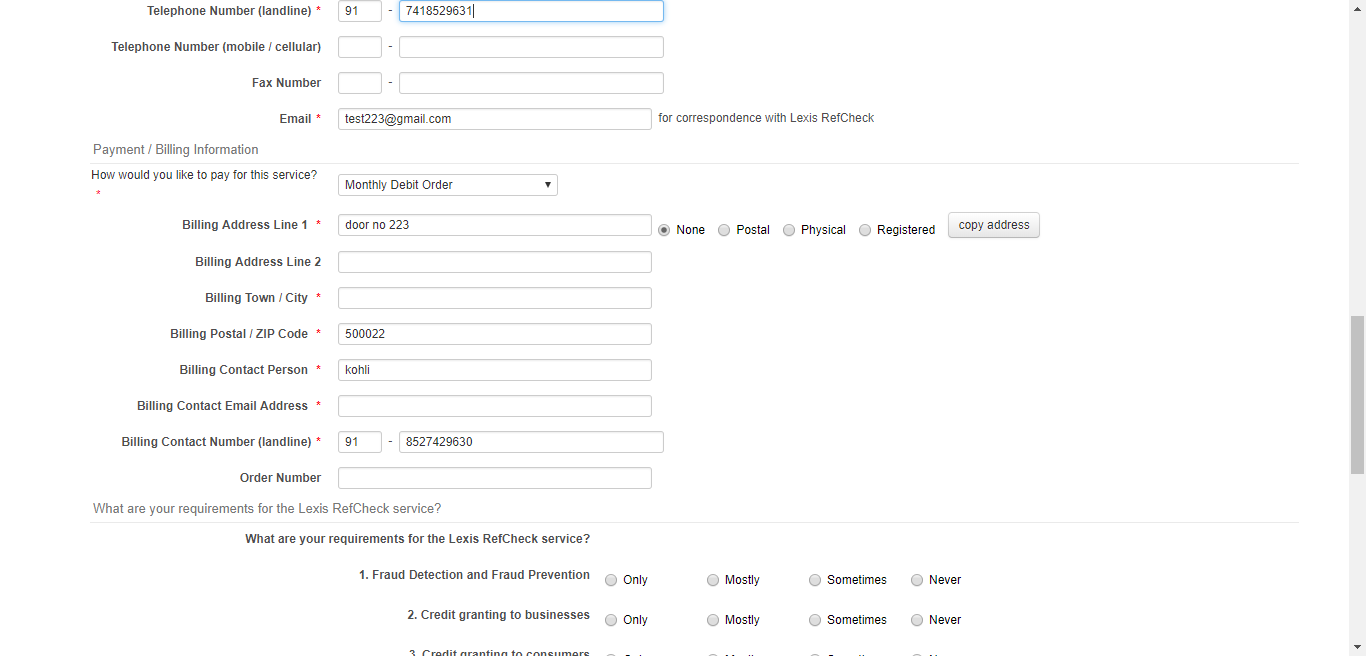 Telephone Number (landline) * 91 - 7418529631
Telephone Number (mobile / cellular) -
Fax Number -
Email * test223@gmail.com for correspondence with Lexis RefCheck
Payment / Billing Information
How would you like to pay for this service?
* Monthly Debit Order
Billing Address Line 1 * door no 223 None Postal Physical Registered copy address
Billing Address Line 2
Billing Town / City *
Billing Postal / ZIP Code * 500022
Billing Contact Person * kohli
Billing Contact Email Address *
Billing Contact Number (landline) * 91 - 8527429630
Order Number
What are your requirements for the Lexis RefCheck service?
What are your requirements for the Lexis RefCheck service?
1. Fraud Detection and Fraud Prevention Only Mostly Sometimes Never
2. Credit granting to businesses Only Mostly Sometimes Never
3. Credit granting to consumers